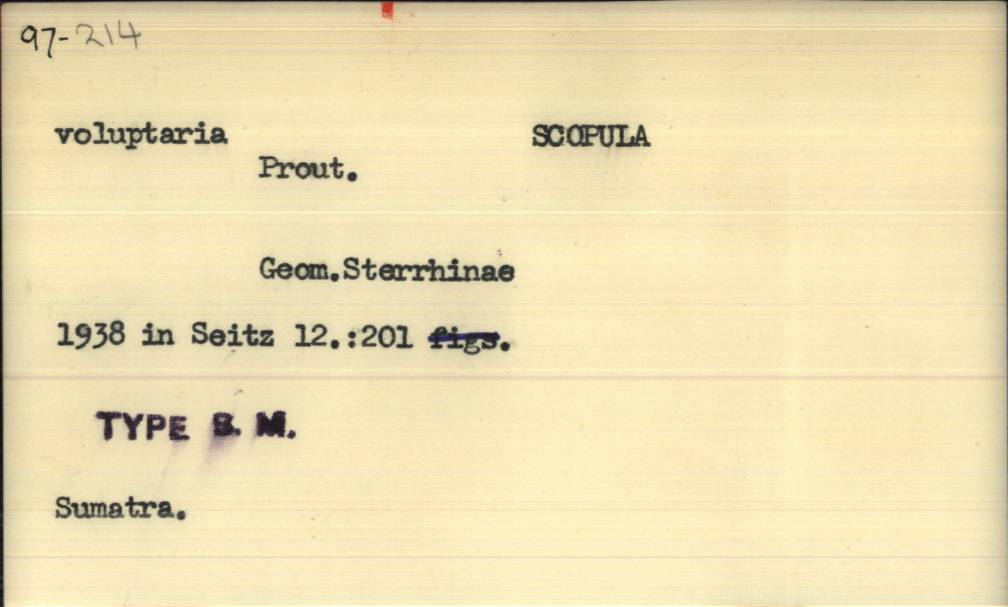 97-214
voluptaria SCOPULA
Prout.
Geom.Sterrhinae
1938 in Seitz 12.:201 figs.
TYPE B. M.
Sumatra.